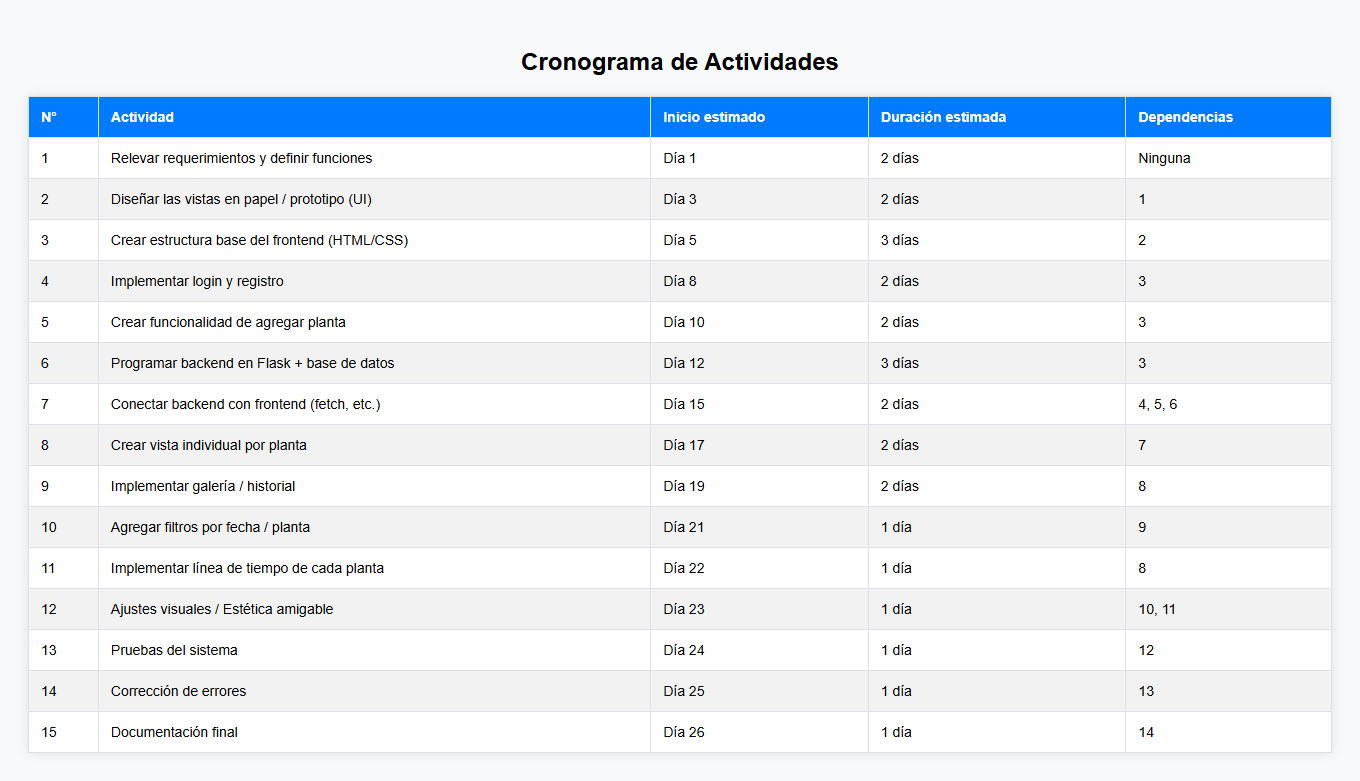 Cronograma de Actividades
N° Actividad Inicio estimado Duración estimada Dependencias
1 Relevar requerimientos y definir funciones Día 1 2 días Ninguna
2 Diseñar las vistas en papel / prototipo (UI) Día 3 2 días 1
3 Crear estructura base del frontend (HTML/CSS) Día 5 3 días 2
4 Implementar login y registro Día 8 2 días 3
5 Crear funcionalidad de agregar planta Día 10 2 días 3
6 Programar backend en Flask + base de datos Día 12 3 días 3
7 Conectar backend con frontend (fetch, etc.) Día 15 2 días 4, 5, 6
8 Crear vista individual por planta Día 17 2 días 7
9 Implementar galería / historial Día 19 2 días 8
10 Agregar filtros por fecha / planta Día 21 1 día 9
11 Implementar línea de tiempo de cada planta Día 22 1 día 8
12 Ajustes visuales / Estética amigable Día 23 1 día 10, 11
13 Pruebas del sistema Día 24 1 día 12
14 Corrección de errores Día 25 1 día 13
15 Documentación final Día 26 1 día 14